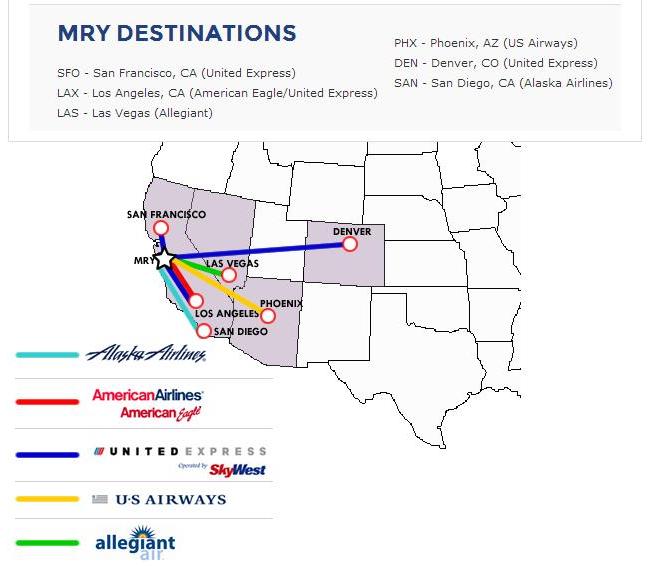 MRY DESTINATIONS
SFO - San Francisco, CA (United Express)
LAX - Los Angeles, CA (American Eagle/United Express)
LAS - Las Vegas (Allegiant)
PHX - Phoenix, AZ (US Airways)
DEN - Denver, CO (United Express)
SAN - San Diego, CA (Alaska Airlines)
SAN FRANCISCO
DENVER
MRY
LAS VEGAS
PHOENIX
LOS ANGELES
SAN DIEGO
Alaska Airlines
AmericanAirlines
American Eagle
UNITED EXPRESS
Operated by SkyWest
U·S AIRWAYS
allegiant
air